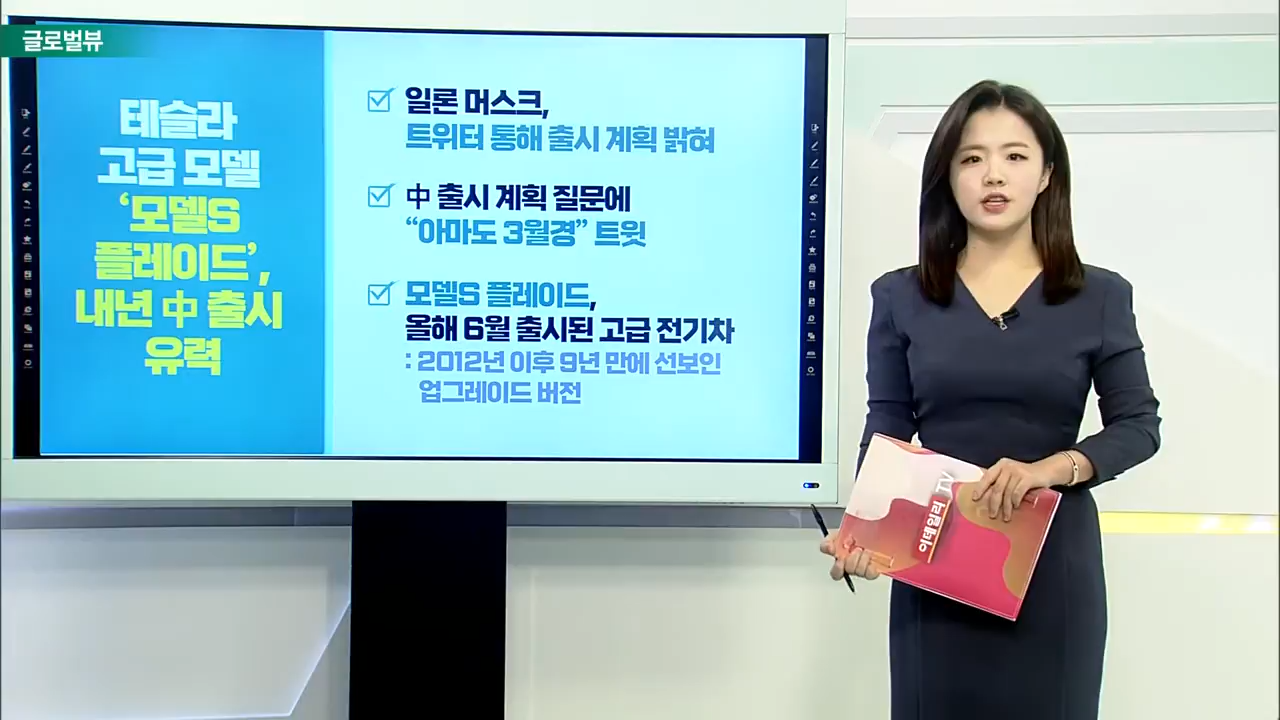 글로벌뷰
테슬라
고급 모델
‘모델S
플레이드’,
내년 中 출시
유력
일론 머스크,
트위터 통해 출시 계획 밝혀
中 출시 계획 질문에
“아마도 3월경” 트윗
모델S 플레이드,
올해 6월 출시된 고급 전기차
: 2012년 이후 9년 만에 선보인
업그레이드 버전
이데일리 TV